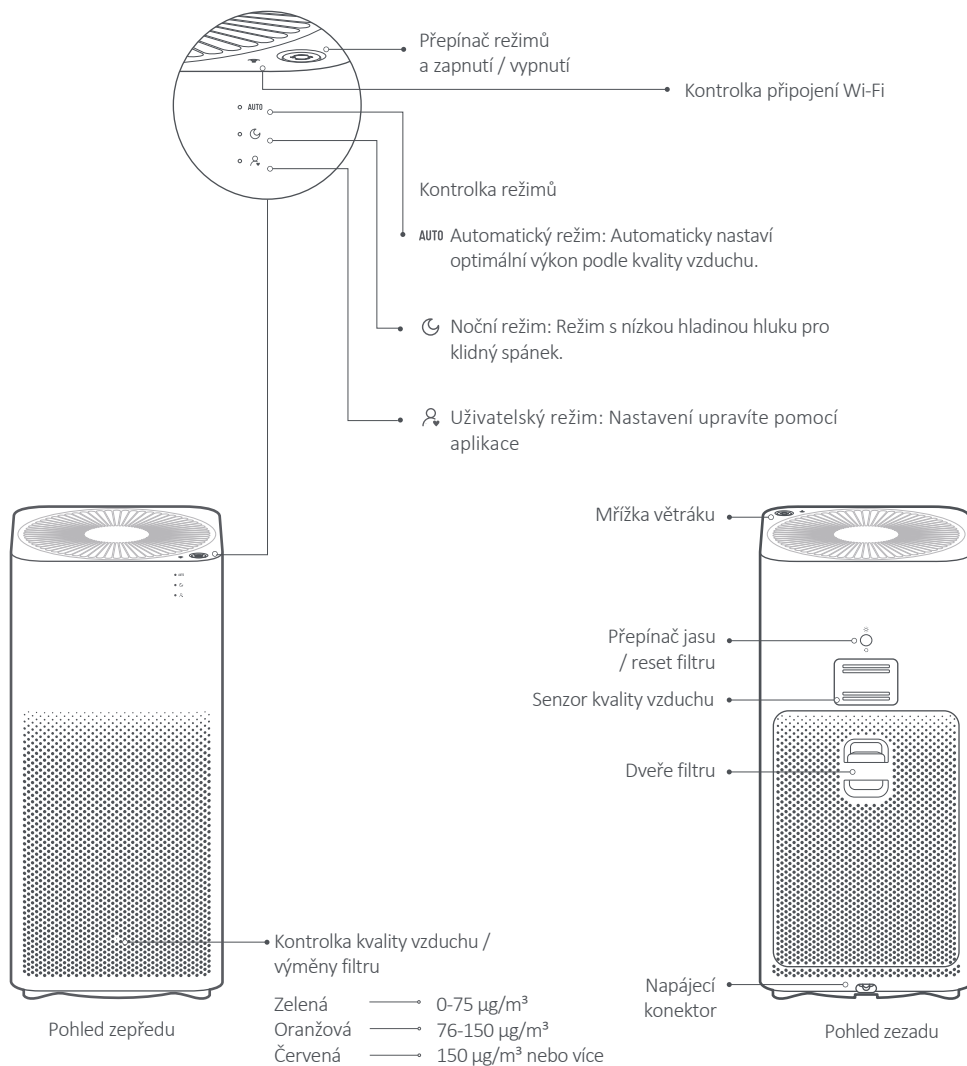 Přepínač režimů
a zapnutí / vypnutí
Kontrolka připojení Wi-Fi
AUTO
Kontrolka režimů
AUTO Automatický režim: Automaticky nastaví
optimální výkon podle kvality vzduchu.
Noční režim: Režim s nízkou hladinou hluku pro
klidný spánek.
Uživatelský režim: Nastavení upravíte pomocí
aplikace
Mřížka větráku
AUTO
Přepínač jasu
/ reset filtru
Senzor kvality vzduchu
Dveře filtru
Kontrolka kvality vzduchu /
výměny filtru
Zelená 0-75 µg/m³
Oranžová 76-150 µg/m³
Červená 150 µg/m³ nebo více
Pohled zepředu
Napájecí
konektor
Pohled zezadu